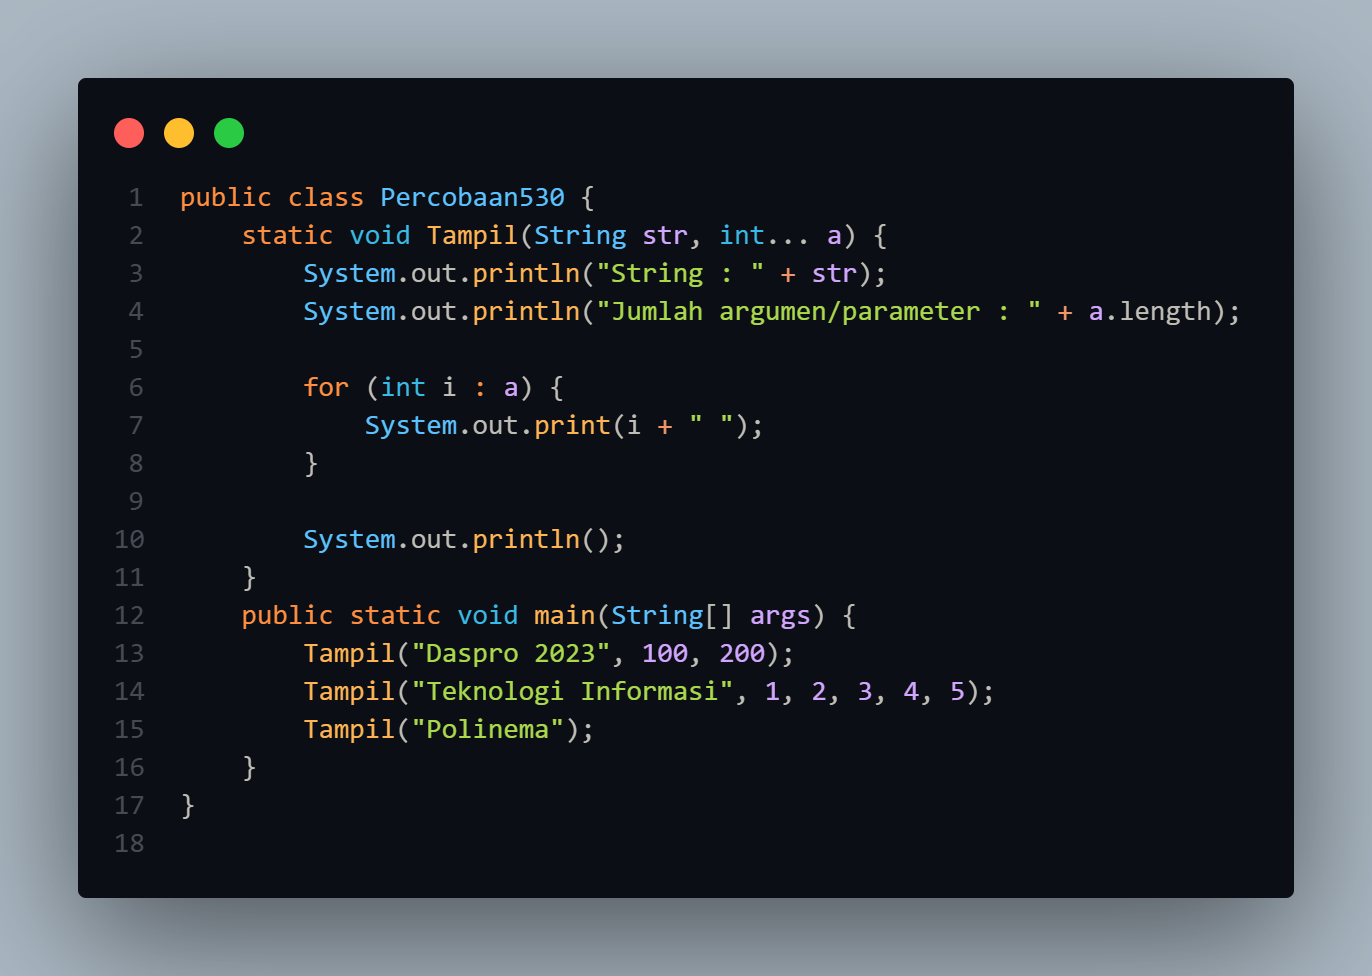 1 public class Percobaan530 {
2     static void Tampil(String str, int... a) {
3         System.out.println("String : " + str);
4         System.out.println("Jumlah argumen/parameter : " + a.length);
5
6         for (int i : a) {
7             System.out.print(i + " ");
8         }
9
10         System.out.println();
11     }
12     public static void main(String[] args) {
13         Tampil("Daspro 2023", 100, 200);
14         Tampil("Teknologi Informasi", 1, 2, 3, 4, 5);
15         Tampil("Polinema");
16     }
17 }
18